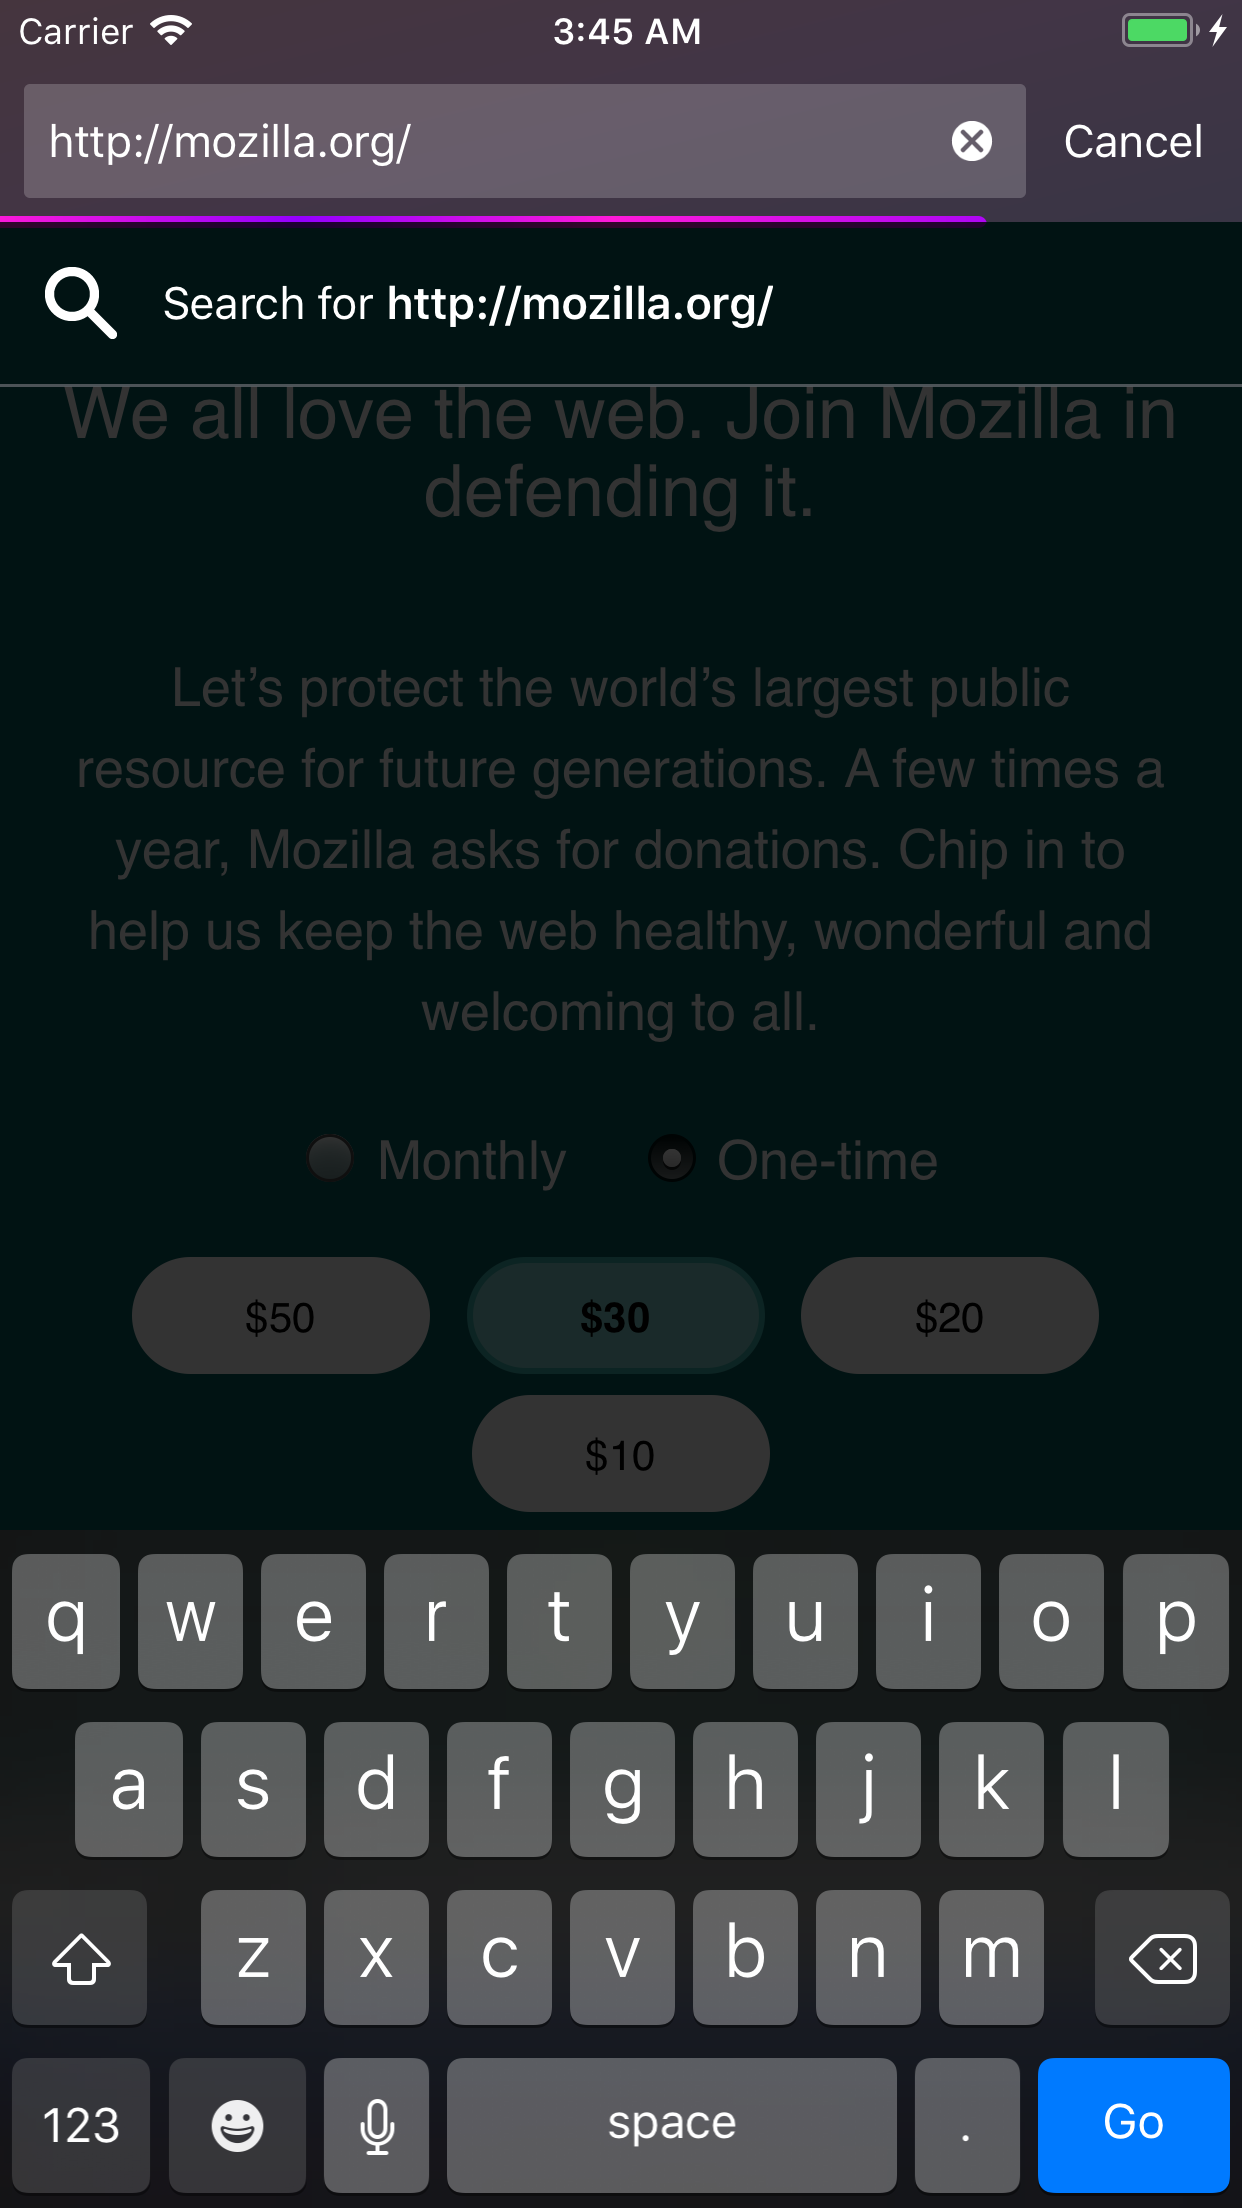 Carrier 3:45 AM
http://mozilla.org/ Cancel
Search for http://mozilla.org/
We all love the web. Join Mozilla in
defending it.
Let’s protect the world’s largest public
resource for future generations. A few times a
year, Mozilla asks for donations. Chip in to
help us keep the web healthy, wonderful and
welcoming to all.
Monthly One-time
$50 $30 $20
$10
q w e r t y u i o p
a s d f g h j k l
z x c v b n m
123 space . Go